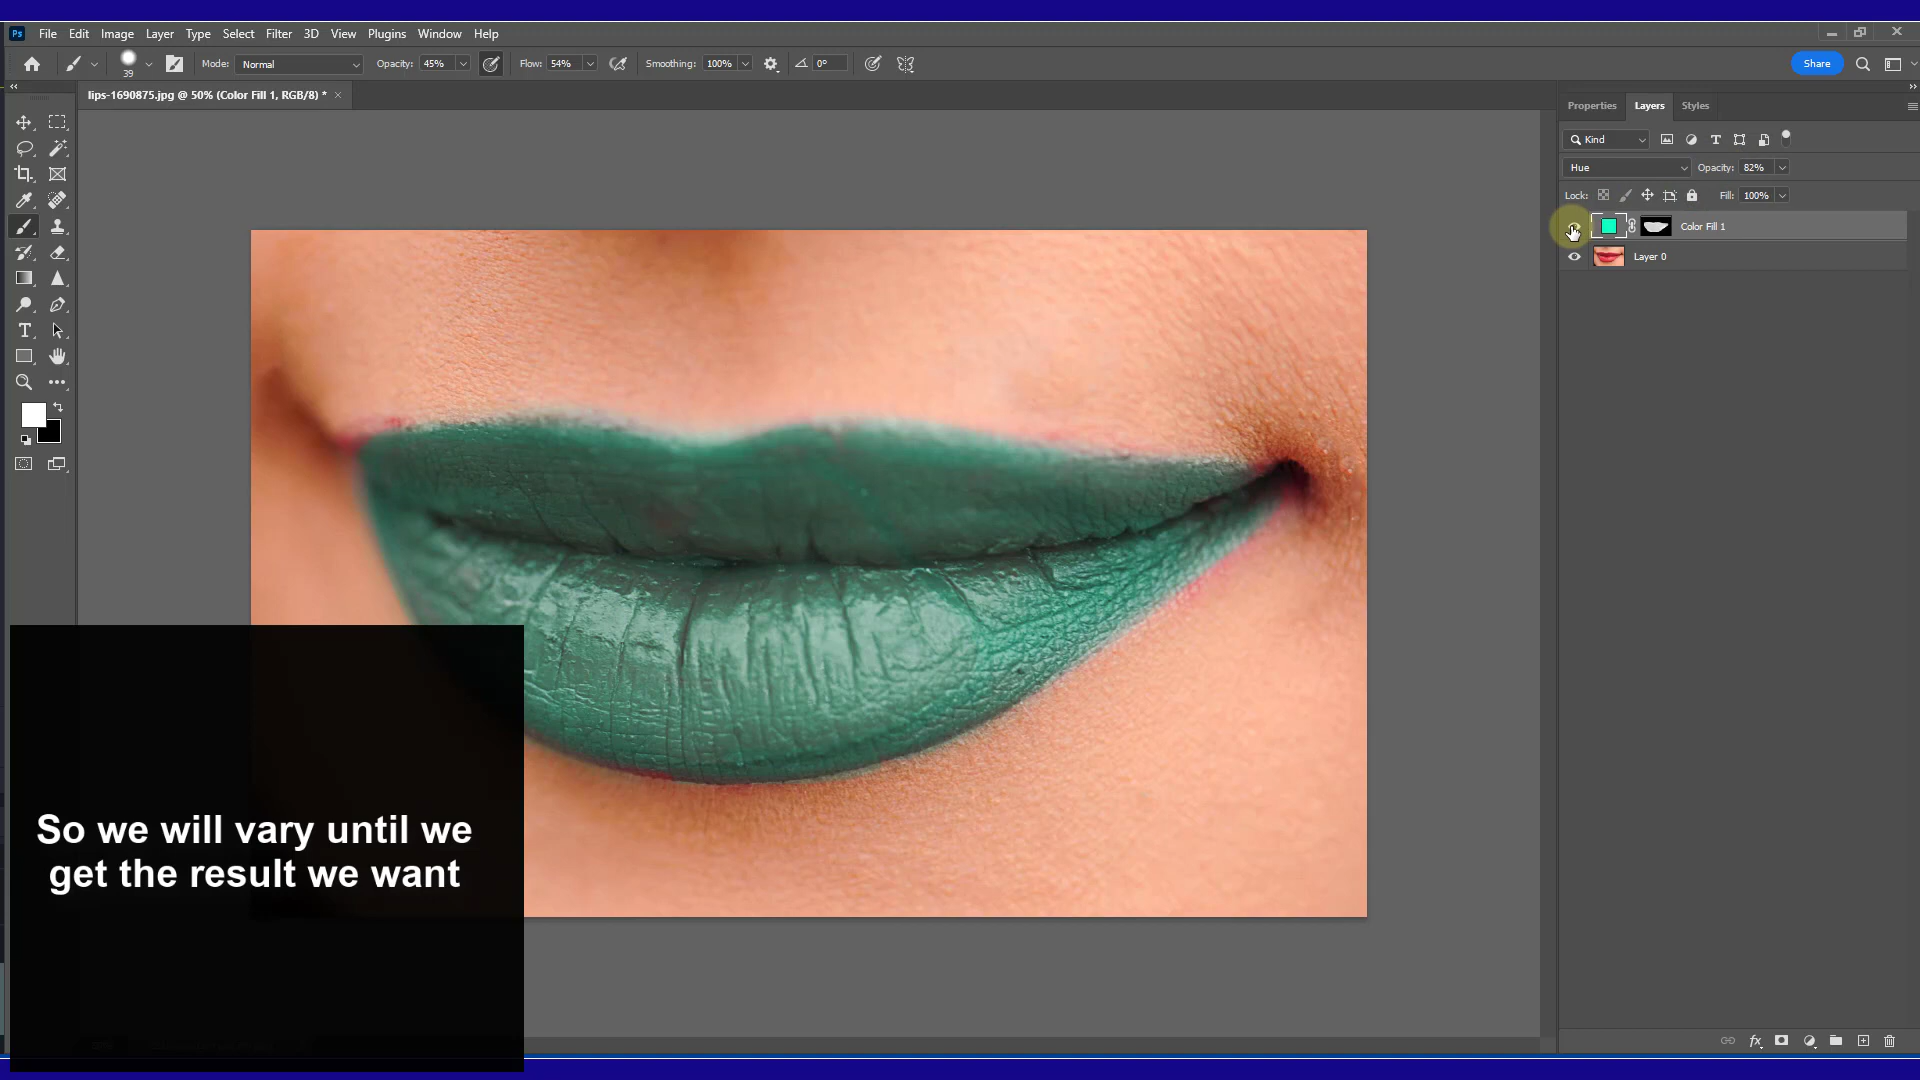 Ps File Edit Image Layer Type Select Filter 3D View Plugins Window Help
39 Mode: Normal Opacity: 45% Flow: 54% Smoothing: 100% 0° Share
lips-1690875.jpg @ 50% (Color Fill 1, RGB/8) * ×
Properties Layers Styles
Kind
Hue Opacity: 82%
Lock: Fill: 100%
Color Fill 1
Layer 0
So we will vary until we
get the result we want
fx